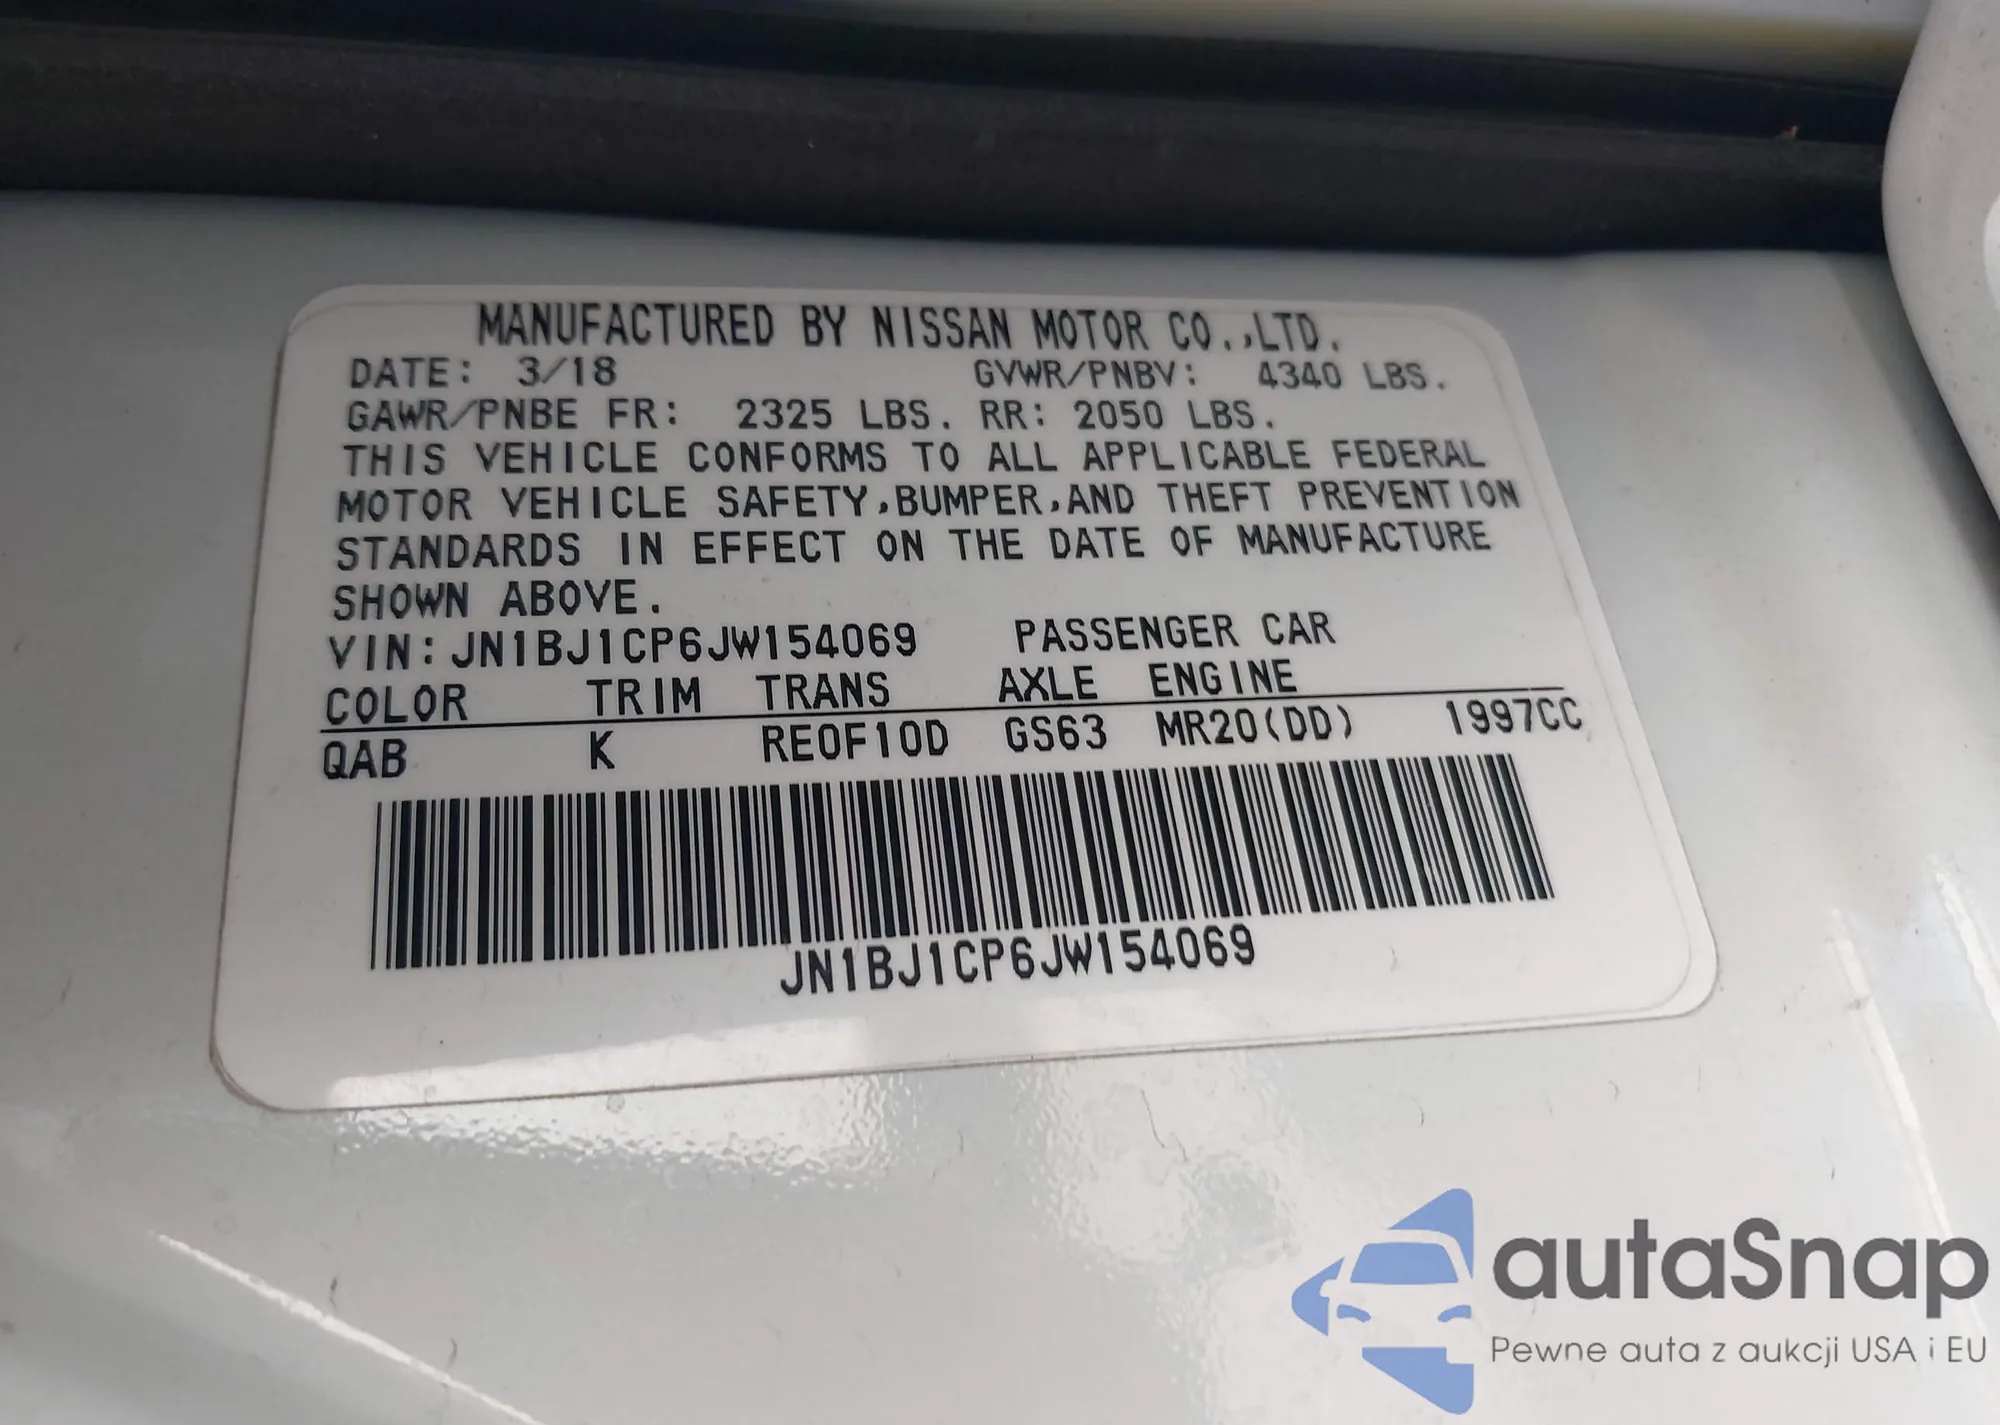 MANUFACTURED BY NISSAN MOTOR CO.,LTD.
DATE: 3/18 GVWR/PNBV: 4340 LBS.
GAWR/PNBE FR: 2325 LBS. RR: 2050 LBS.
THIS VEHICLE CONFORMS TO ALL APPLICABLE FEDERAL
MOTOR VEHICLE SAFETY,BUMPER,AND THEFT PREVENTION
STANDARDS IN EFFECT ON THE DATE OF MANUFACTURE
SHOWN ABOVE.
VIN:JN1BJ1CP6JW154069 PASSENGER CAR
COLOR TRIM TRANS AXLE ENGINE
QAB K RE0F10D GS63 MR20(DD) 1997CC
JN1BJ1CP6JW154069
autaSnap
Pewne auta z aukcji USA i EU